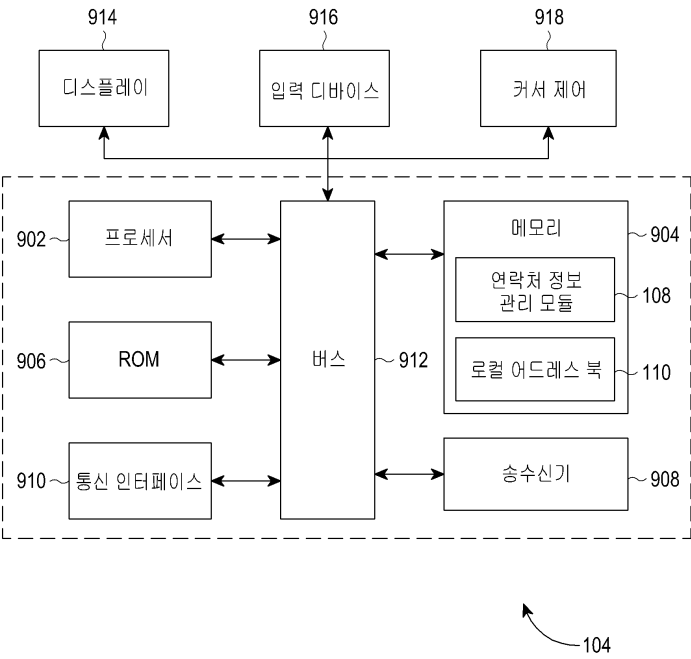 914
916
918
디스플레이
입력 디바이스
커서 제어
902
프로세서
메모리
904
연락처 정보
관리 모듈
108
906
ROM
버스
912
로컬 어드레스 북
110
910
통신 인터페이스
송수신기
908
104